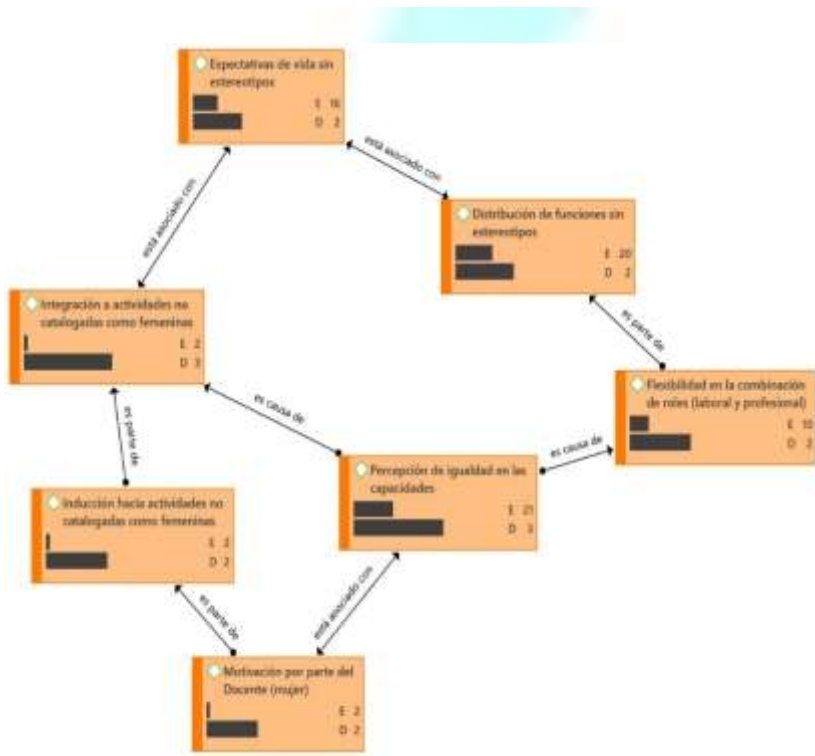 Expectativas de vida sin
estereotipos
E 16
D 2
está asociado con
está asociado con
Distribución de funciones sin
estereotipos
E 20
D 2
Integración a actividades no
catalogadas como femeninas
E 2
D 3
es parte de
Flexibilidad en la combinación
de roles (laboral y profesional)
E 10
D 2
es parte de
es causa de
es causa de
Percepción de igualdad en las
capacidades
E 21
D 3
Inducción hacia actividades no
catalogadas como femeninas
E 2
D 2
es parte de
está asociado con
Motivación por parte del
Docente (mujer)
E 2
D 2